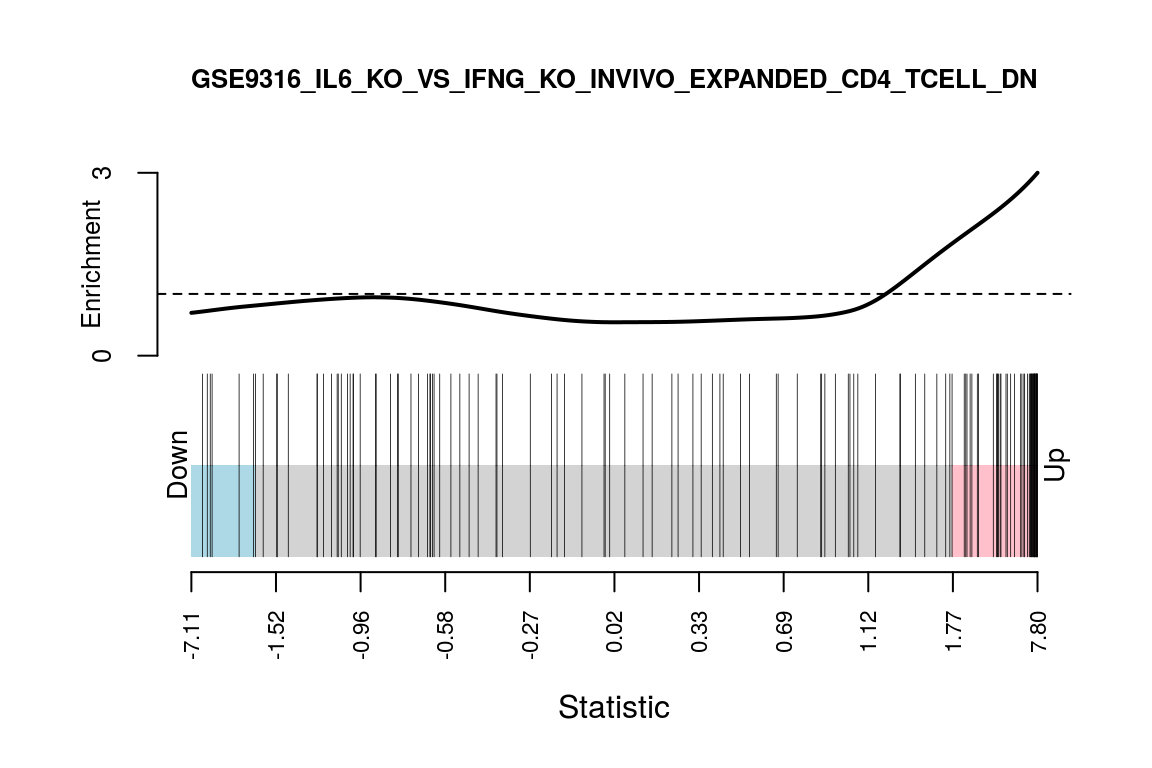 GSE9316_IL6_KO_VS_IFNG_KO_INVIVO_EXPANDED_CD4_TCELL_DN
3
Enrichment
0
Down
Up
-7.11 -1.52 -0.96 -0.58 -0.27 0.02 0.33 0.69 1.12 1.77 7.80
Statistic